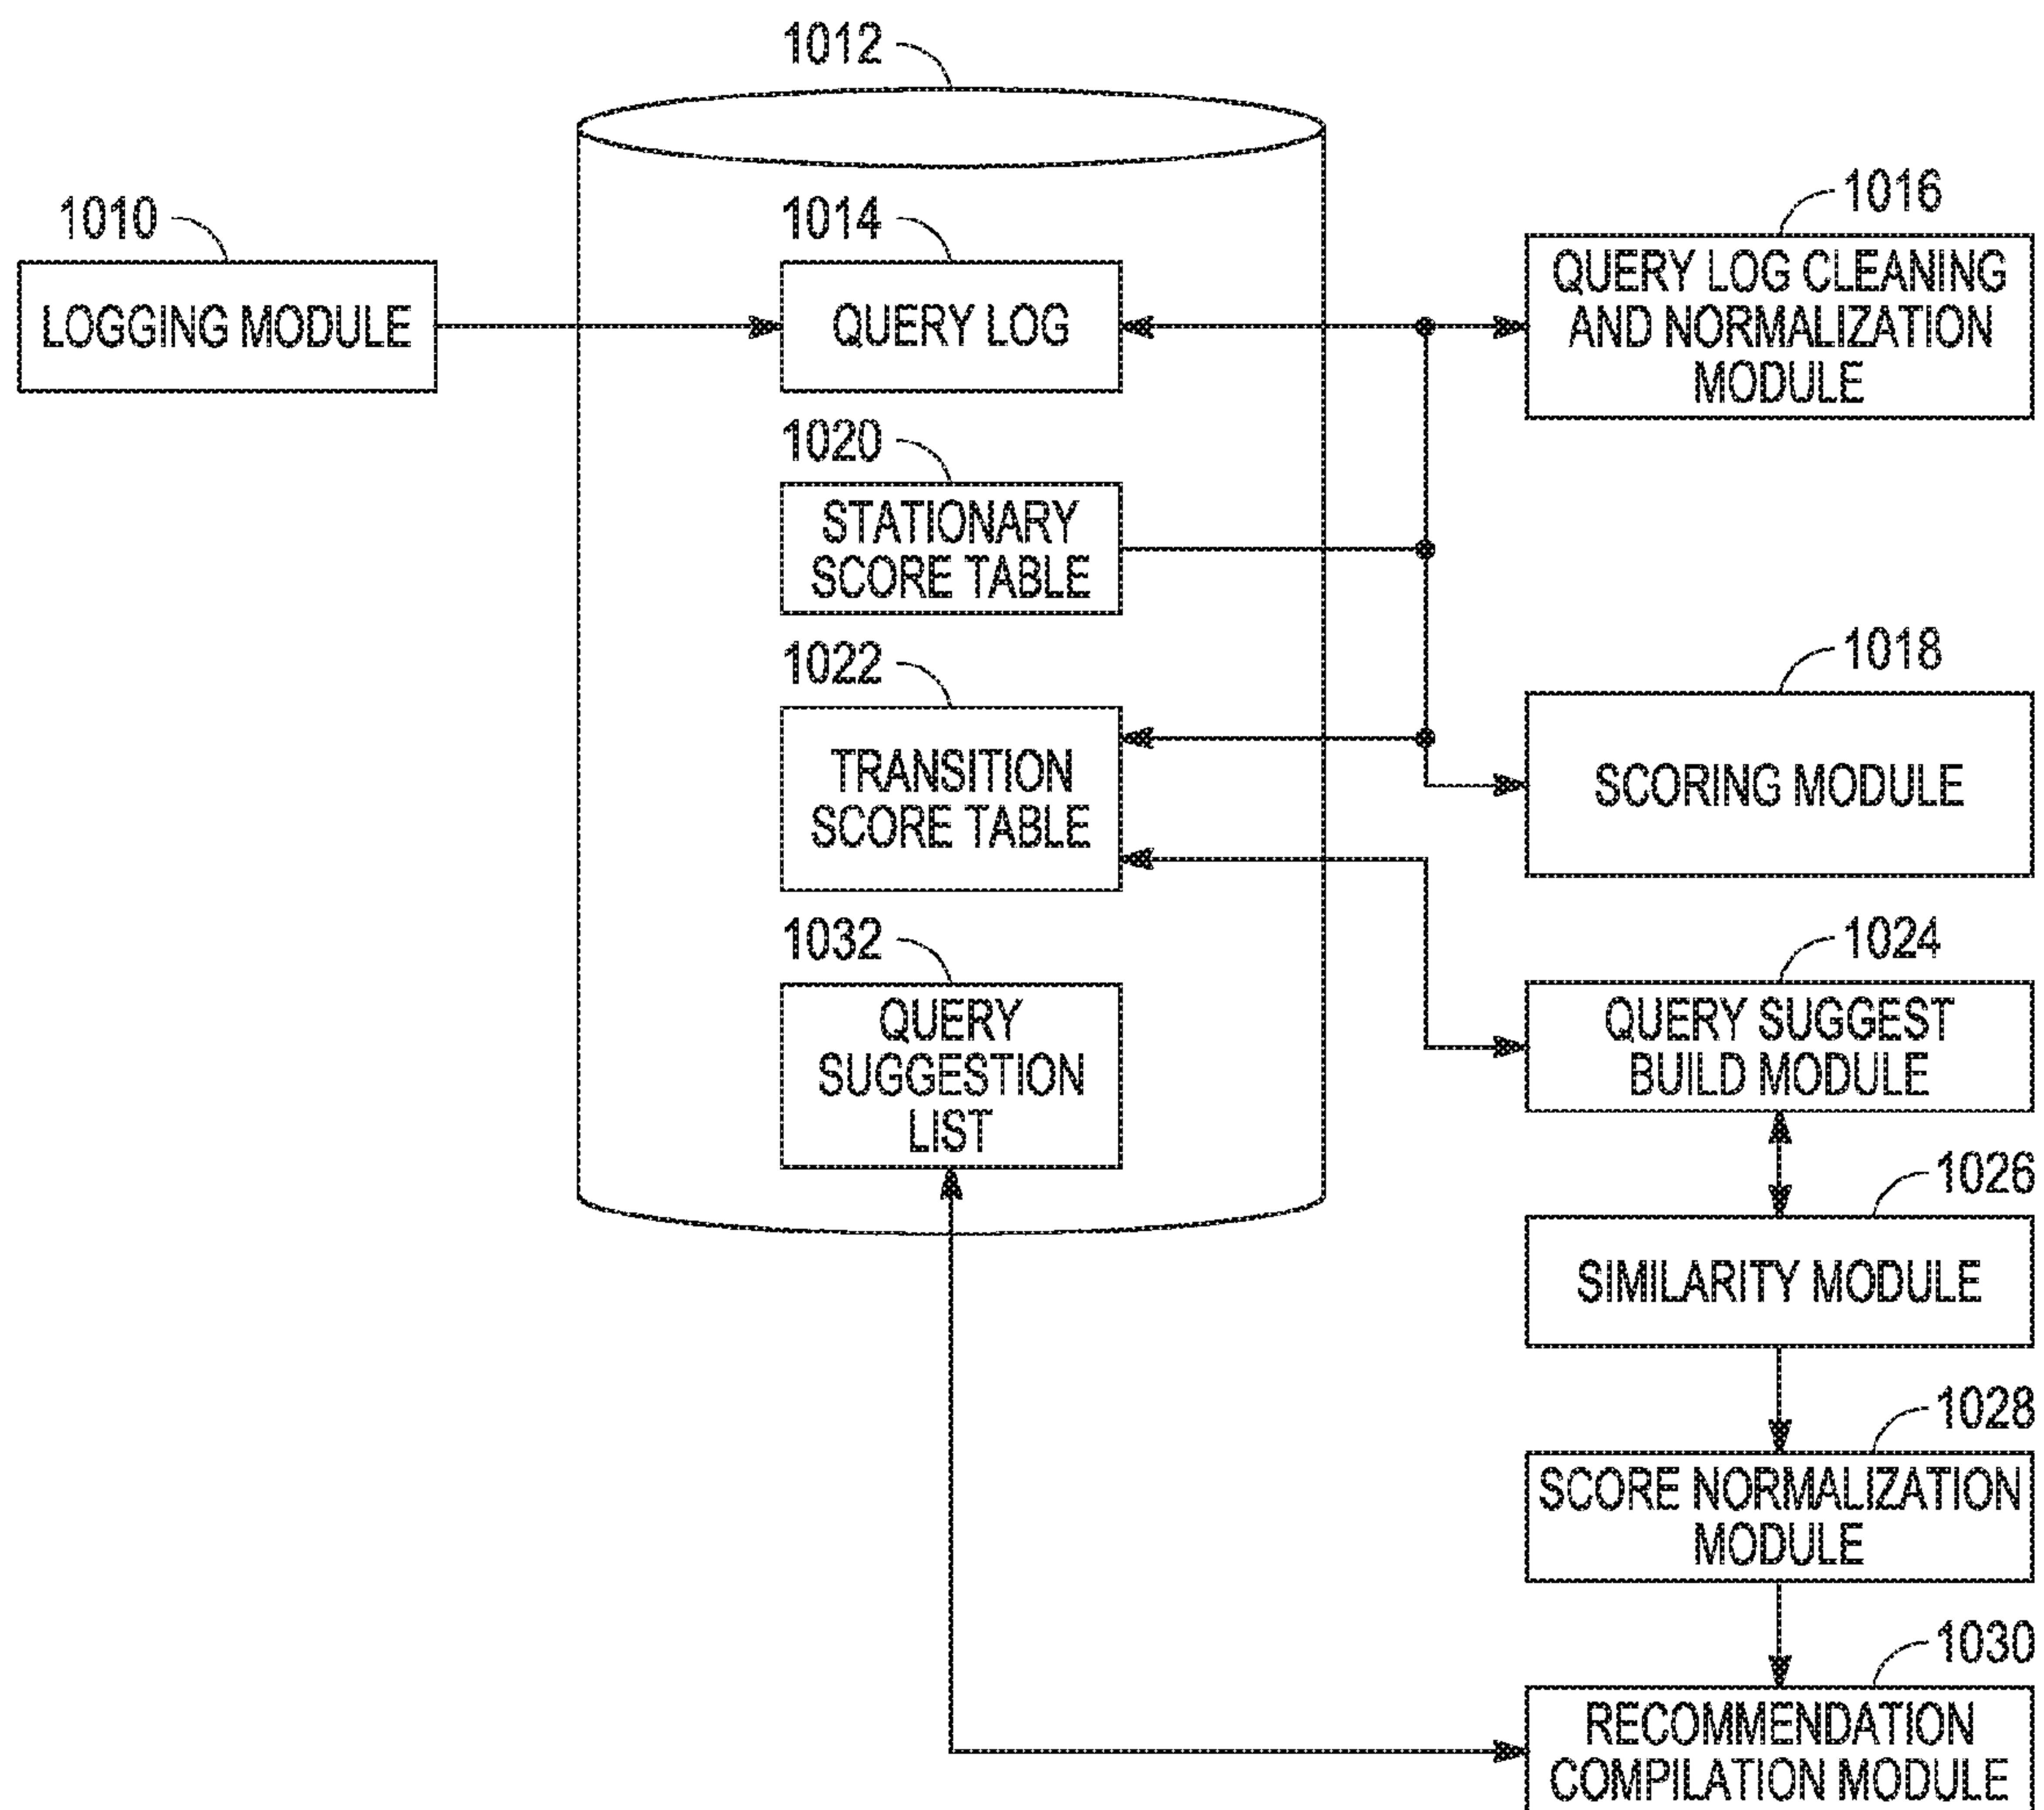 1012
1010
LOGGING MODULE
1014
QUERY LOG
1016
QUERY LOG CLEANING
AND NORMALIZATION
MODULE
1020
STATIONARY
SCORE TABLE
1022
TRANSITION
SCORE TABLE
1018
SCORING MODULE
1032
QUERY
SUGGESTION
LIST
1024
QUERY SUGGEST
BUILD MODULE
1026
SIMILARITY MODULE
1028
SCORE NORMALIZATION
MODULE
1030
RECOMMENDATION
COMPILATION MODULE